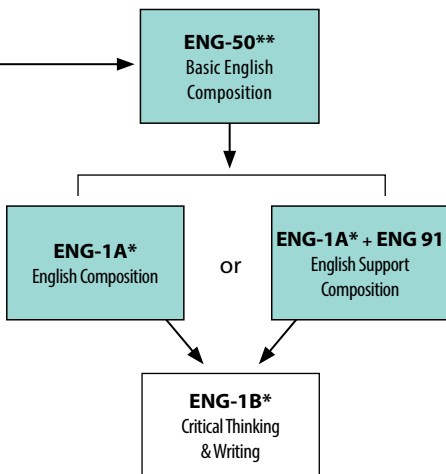 ENG-50**
Basic English
Composition
ENG-1A*
English Composition
or
ENG-1A* + ENG 91
English Support
Composition
ENG-1B*
Critical Thinking
& Writing